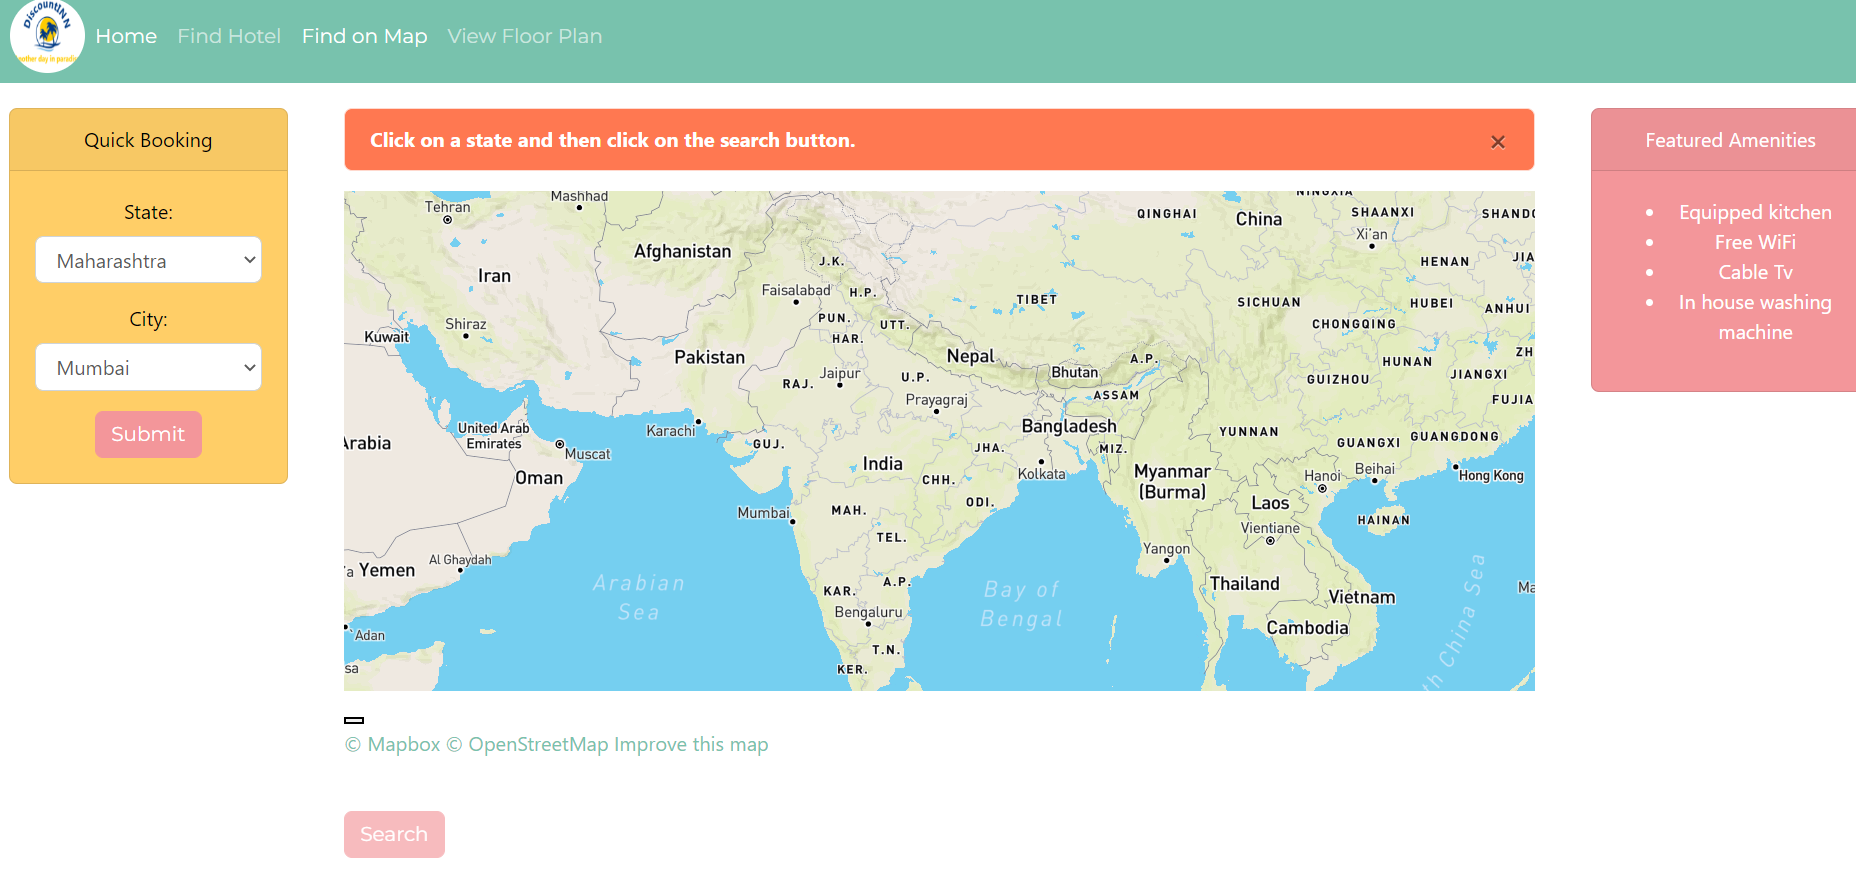 DiscountINN
Home Find Hotel Find on Map View Floor Plan
Quick Booking
State:
Maharashtra
City:
Mumbai
Submit
Click on a state and then click on the search button.
×
Mashhad
Tehran
NINGXIA
QINGHAI
China
SHAANXI
SHANDO
Xi'an
Afghanistan
J.K.
HENAN
JIA
Iran
Faisalabad
H.P.
TIBET
SICHUAN
HUBEI
ANHUI
Shiraz
PUN.
UTT.
CHONGQING
Kuwait
HAR.
Pakistan
Nepal
A.P.
HUNAN
ZH
RAJ.
Jaipur
U.P.
Bhutan
GUIZHOU
JIANGXI
Prayagraj
ASSAM
FUJIA
United Arab
Emirates
Karachi
Bangladesh
YUNNAN
Arabia
GUJ.
JHA.
MIZ.
GUANGXI
GUANGDONG
Muscat
India
Kolkata
Myanmar
(Burma)
Hanoi
Beihai
Hong Kong
Oman
CHH.
ODI.
Laos
Mumbai
MAH.
Vientiane
HAINAN
TEL.
Al Ghaydah
Yangon
'a Yemen
Arabian
Sea
KAR.
A.P.
Bay of
Bengal
Thailand
Vietnam
Ma
Bengaluru
Cambodia
`Adan
T.N.
th China Sea
sa
KER.
© Mapbox © OpenStreetMap Improve this map
Search
Featured Amenities
• Equipped kitchen
• Free WiFi
• Cable Tv
• In house washing
machine